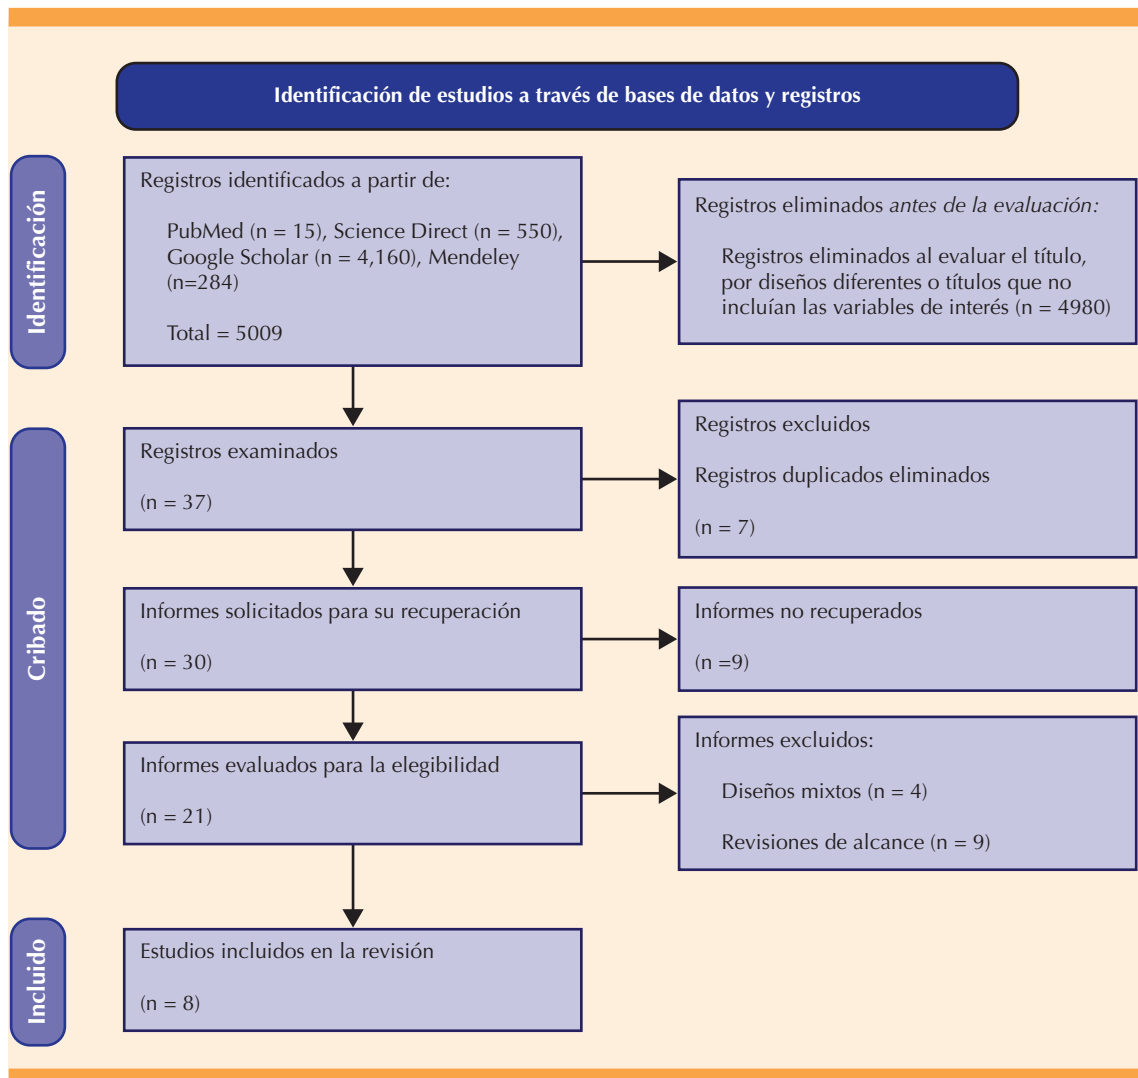 Identificación de estudios a través de bases de datos y registros
Identificación
Registros identificados a partir de:
PubMed (n = 15), Science Direct (n = 550),
Google Scholar (n = 4,160), Mendeley
(n=284)
Total = 5009
Registros eliminados antes de la evaluación:
Registros eliminados al evaluar el título,
por diseños diferentes o títulos que no
incluían las variables de interés (n = 4980)
Cribado
Registros examinados
(n = 37)
Registros excluidos
Registros duplicados eliminados
(n = 7)
Informes solicitados para su recuperación
(n = 30)
Informes no recuperados
(n =9)
Informes evaluados para la elegibilidad
(n = 21)
Informes excluidos:
Diseños mixtos (n = 4)
Revisiones de alcance (n = 9)
Incluido
Estudios incluidos en la revisión
(n = 8)